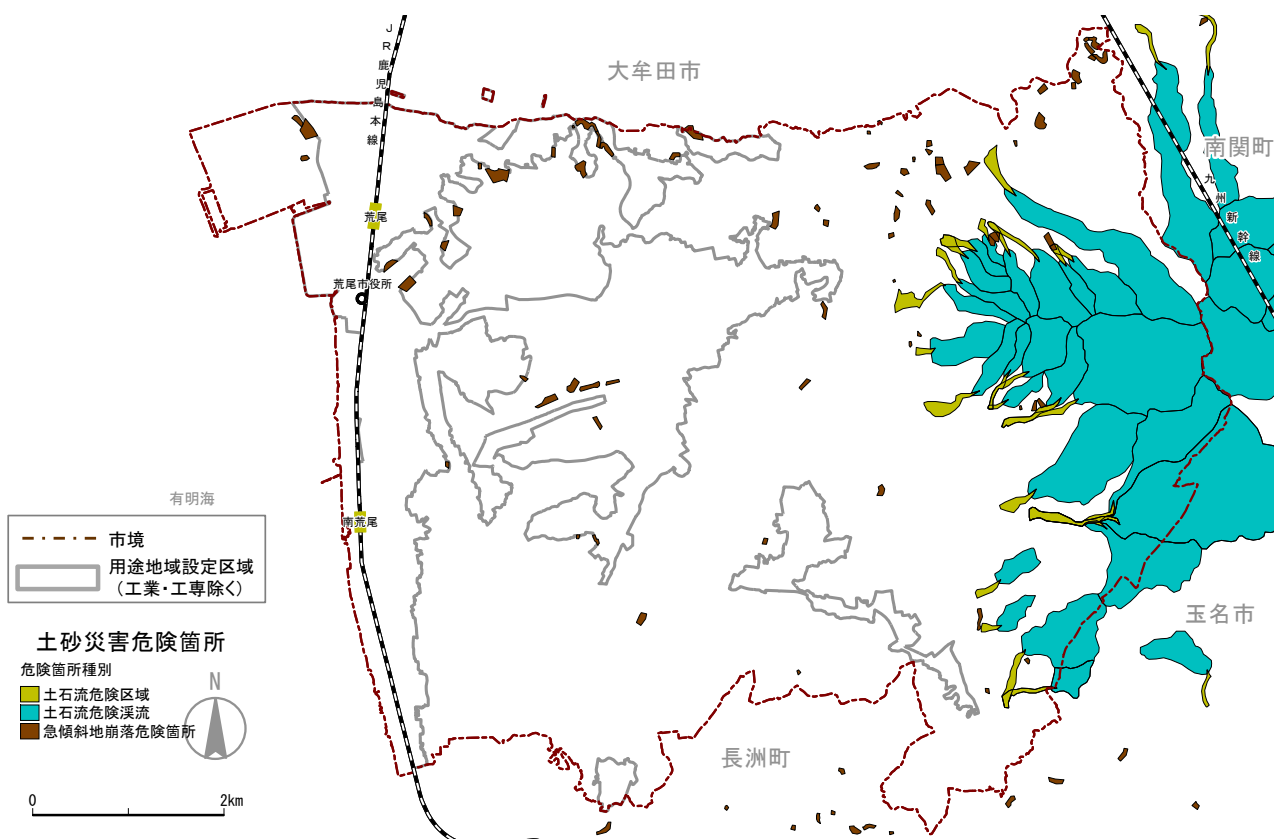 JR鹿児島本線
大牟田市
南関町
九州新幹線
荒尾
荒尾市役所
有明海
南荒尾
市境
用途地域設定区域
(工業・工専除く)
玉名市
土砂災害危険箇所
危険箇所種別
土石流危険区域
土石流危険渓流
急傾斜地崩落危険箇所
N
長洲町
0 2km